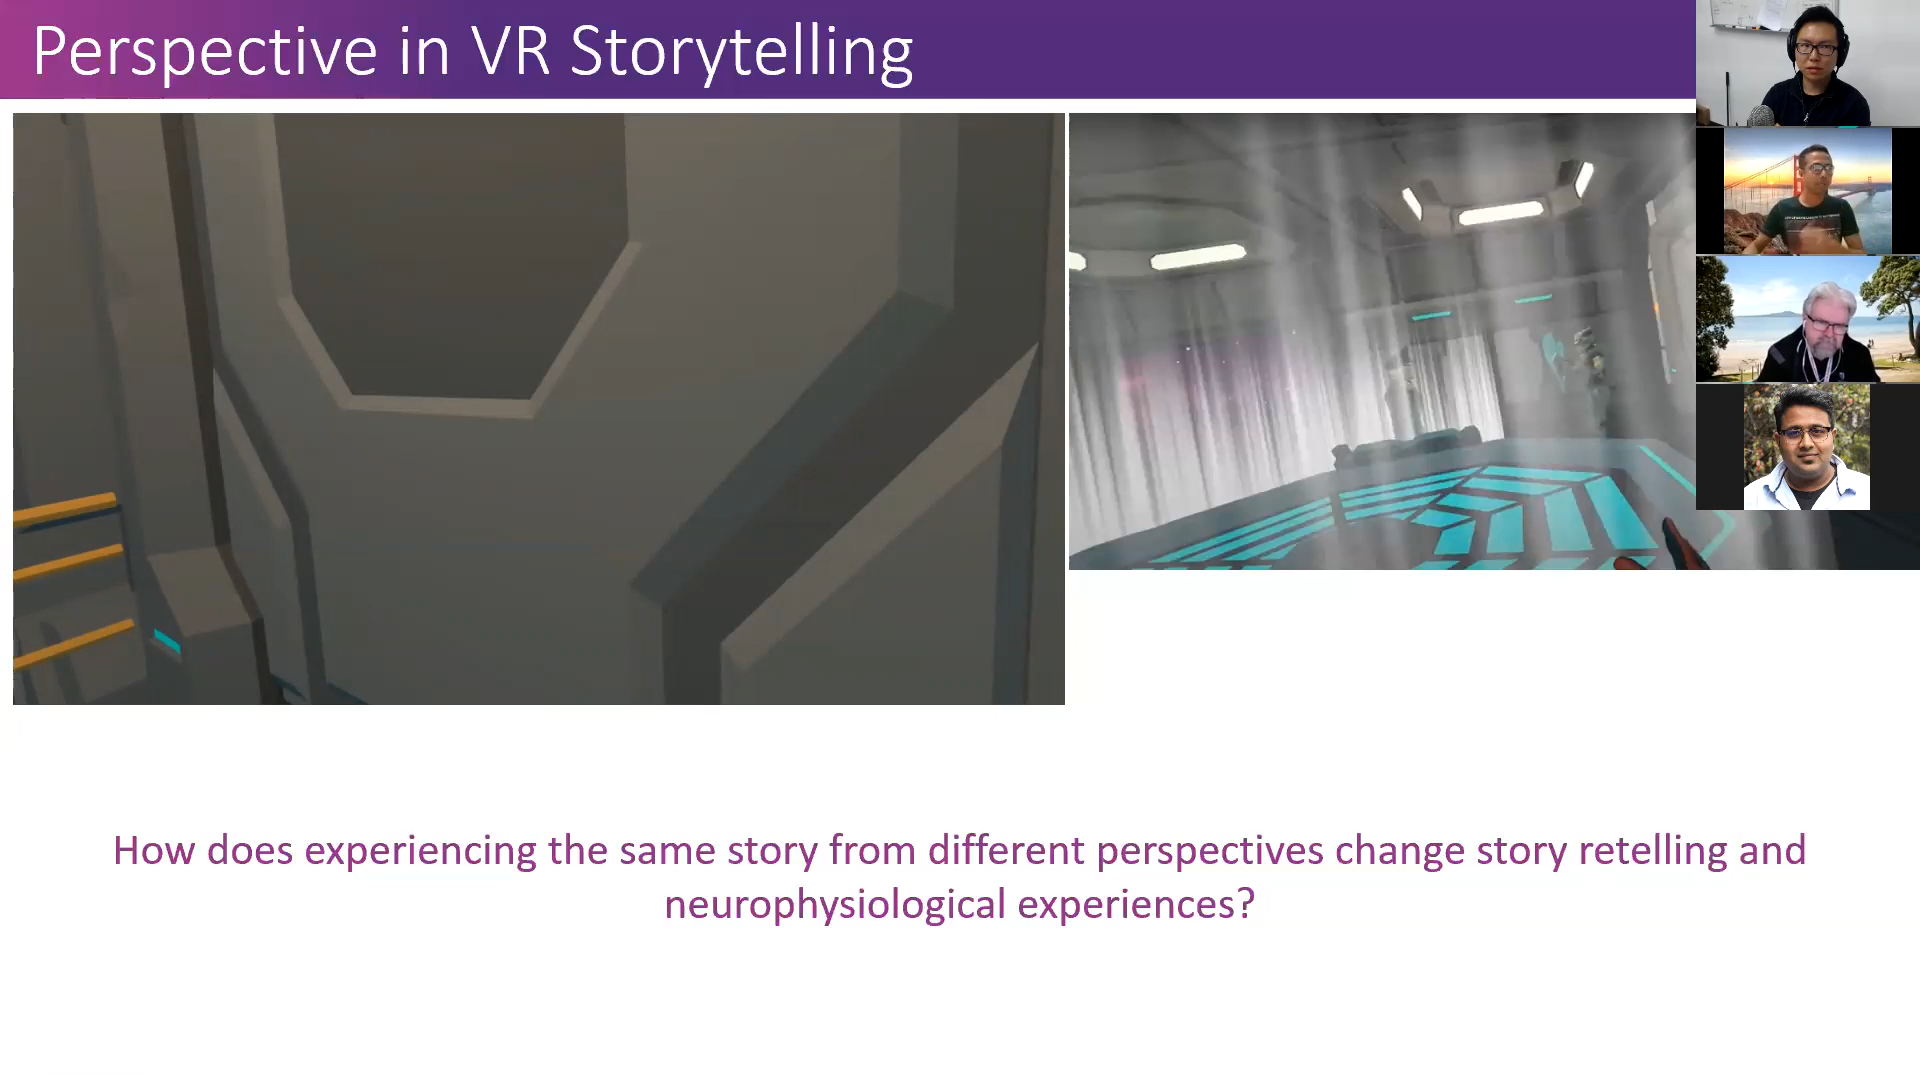 Perspective in VR Storytelling
How does experiencing the same story from different perspectives change story retelling and
neurophysiological experiences?